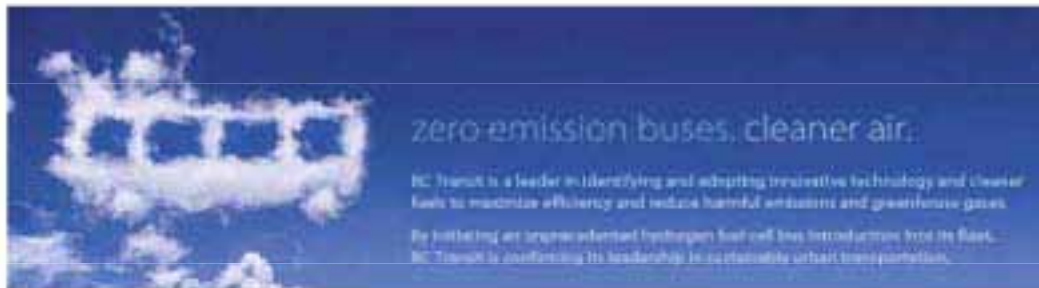 zero emission buses. cleaner air.
BC Transit is a leader in identifying and adopting innovative technology and cleaner
fuels to maximize efficiency and reduce harmful emissions and greenhouse gases.
By initiating an unprecedented hydrogen fuel cell bus introduction into its fleet,
BC Transit is confirming its leadership in sustainable urban transportation.